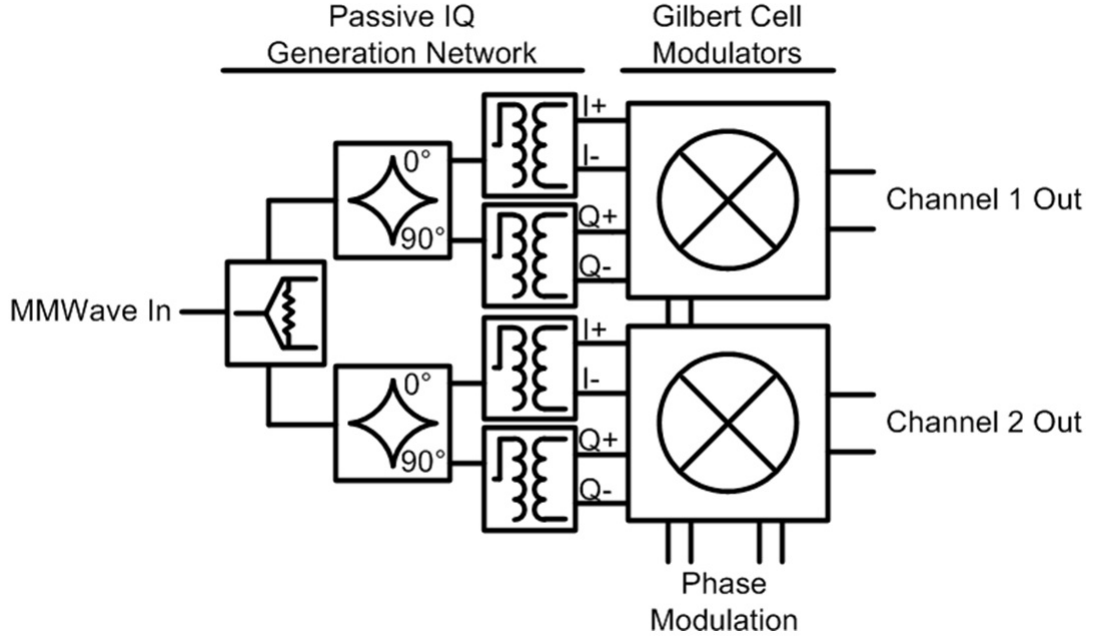 Passive IQ
Generation Network
Gilbert Cell
Modulators
I+
I-
0°
90°
Q+
Q-
Channel 1 Out
MMWave In
I+
I-
0°
90°
Q+
Q-
Channel 2 Out
Phase
Modulation